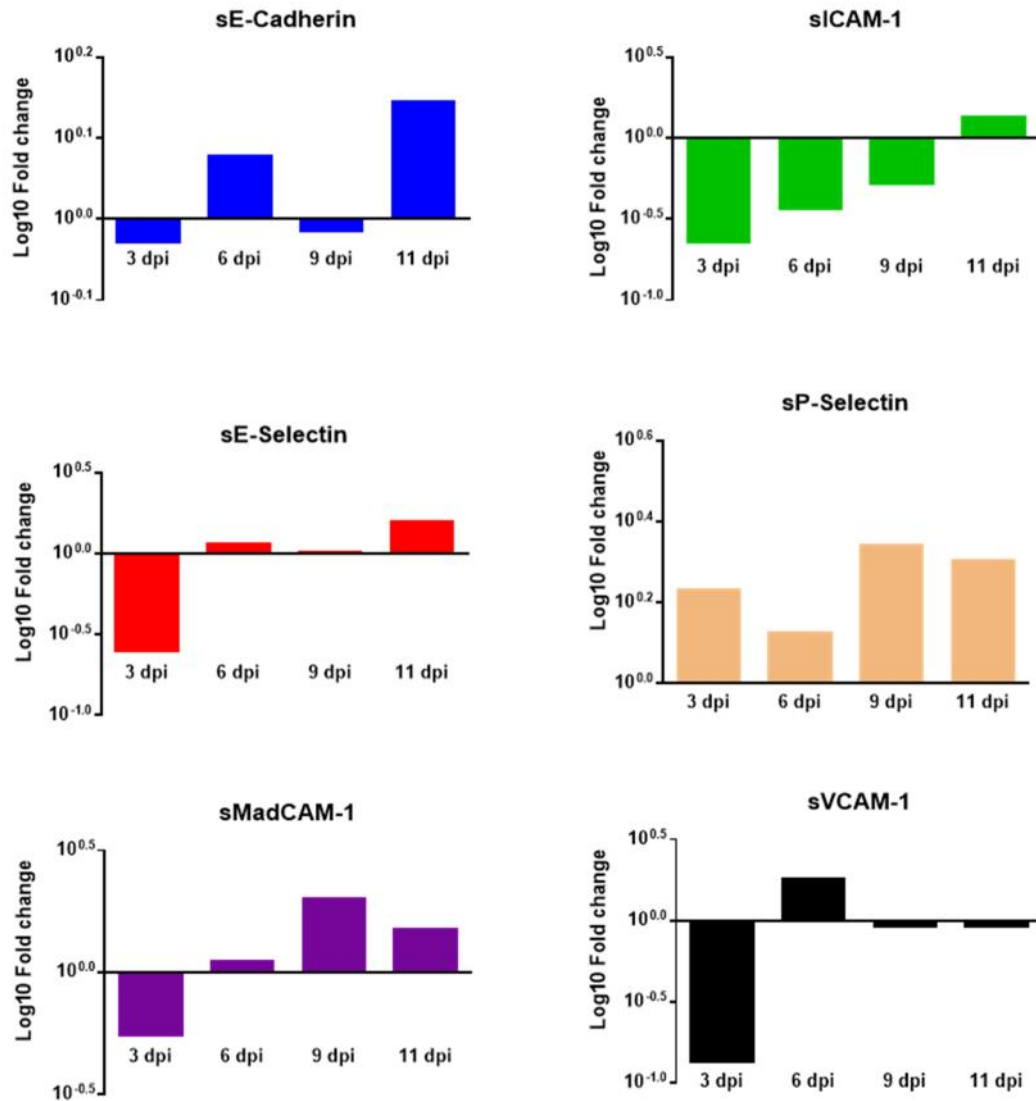 sE-Cadherin
Log10 Fold change
10^0.2
10^0.1
10^0.0
10^-0.1
3 dpi 6 dpi 9 dpi 11 dpi
sICAM-1
Log10 Fold change
10^0.5
10^0.0
10^-0.5
10^-1.0
3 dpi 6 dpi 9 dpi 11 dpi
sE-Selectin
Log10 Fold change
10^0.5
10^0.0
10^-0.5
10^-1.0
3 dpi 6 dpi 9 dpi 11 dpi
sP-Selectin
Log10 Fold change
10^0.6
10^0.4
10^0.2
10^0.0
3 dpi 6 dpi 9 dpi 11 dpi
sMadCAM-1
Log10 Fold change
10^0.5
10^0.0
10^-0.5
3 dpi 6 dpi 9 dpi 11 dpi
sVCAM-1
Log10 Fold change
10^0.5
10^0.0
10^-0.5
10^-1.0
3 dpi 6 dpi 9 dpi 11 dpi